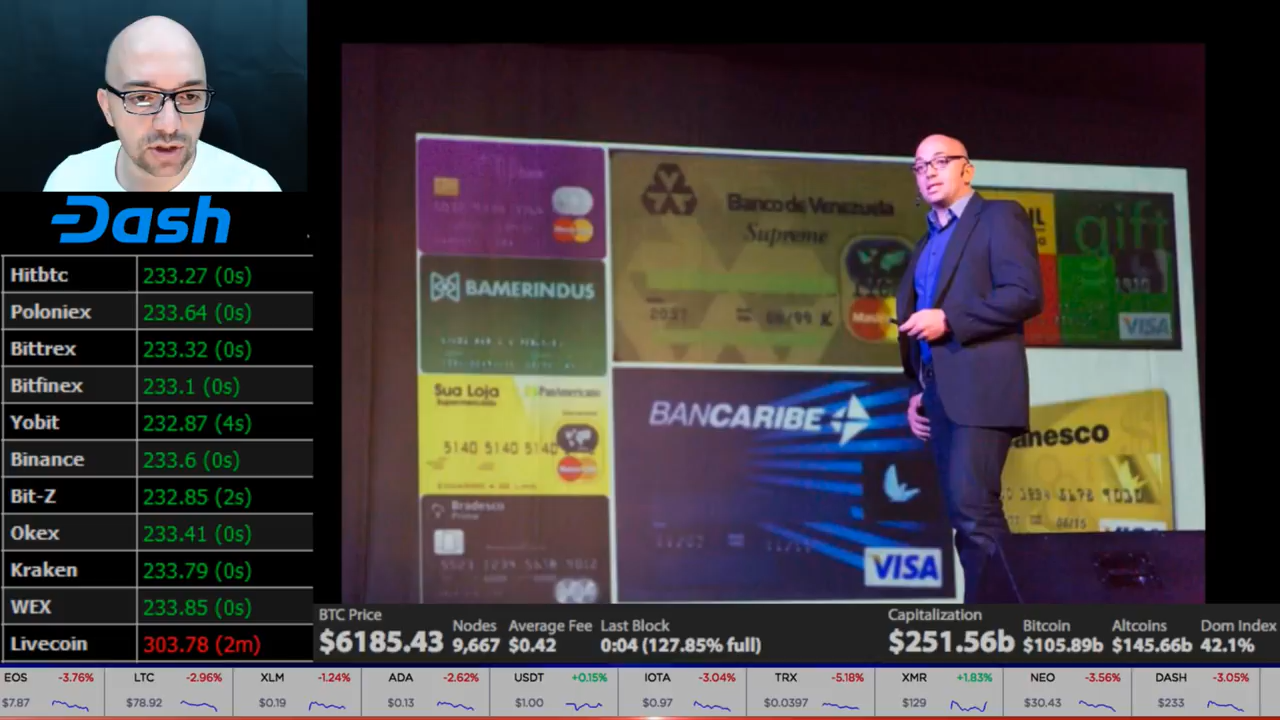 Dash
Hitbtc 233.27 (0s)
Poloniex 233.64 (0s)
Bittrex 233.32 (0s)
Bitfinex 233.1 (0s)
Yobit 232.87 (4s)
Binance 233.6 (0s)
Bit-Z 232.85 (2s)
Okex 233.41 (0s)
Kraken 233.79 (0s)
WEX 233.85 (0s)
Livecoin 303.78 (2m)
BAMERINDUS
Sua Loja
Supermercado
PanAmericano
5140 5140 5140
MasterCard
Bradesco
Prime
Banco de Venezuela
Supreme
08/99 K
BANCARIBE
VISA
gift
VISA
anesco
BTC Price
$6185.43
Nodes
9,667
Average Fee
$0.42
Last Block
0:04 (127.85% full)
Capitalization
$251.56b
Bitcoin
$105.89b
Altcoins
$145.66b
Dom Index
42.1%
EOS -3.76%
$7.87
LTC -2.96%
$78.92
XLM -1.24%
$0.19
ADA -2.62%
$0.13
USDT +0.15%
$1.00
IOTA -3.04%
$0.97
TRX -5.18%
$0.0397
XMR +1.83%
$129
NEO -3.56%
$30.43
DASH -3.05%
$233